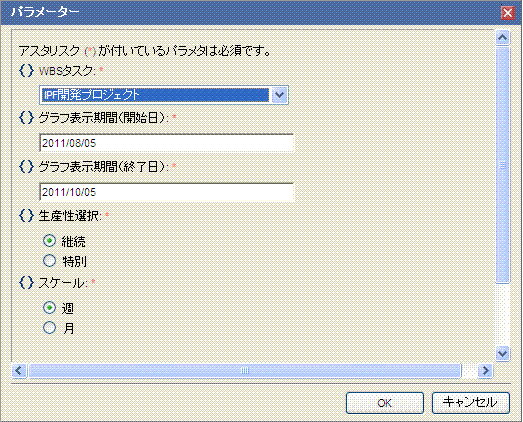 パラメーター
アスタリスク (*) が付いているパラメタは必須です。
WBSタスク: *
IPF開発プロジェクト
グラフ表示期間(開始日): *
2011/08/05
グラフ表示期間(終了日): *
2011/10/05
生産性選択: *
継続
特別
スケール: *
週
月
OK キャンセル